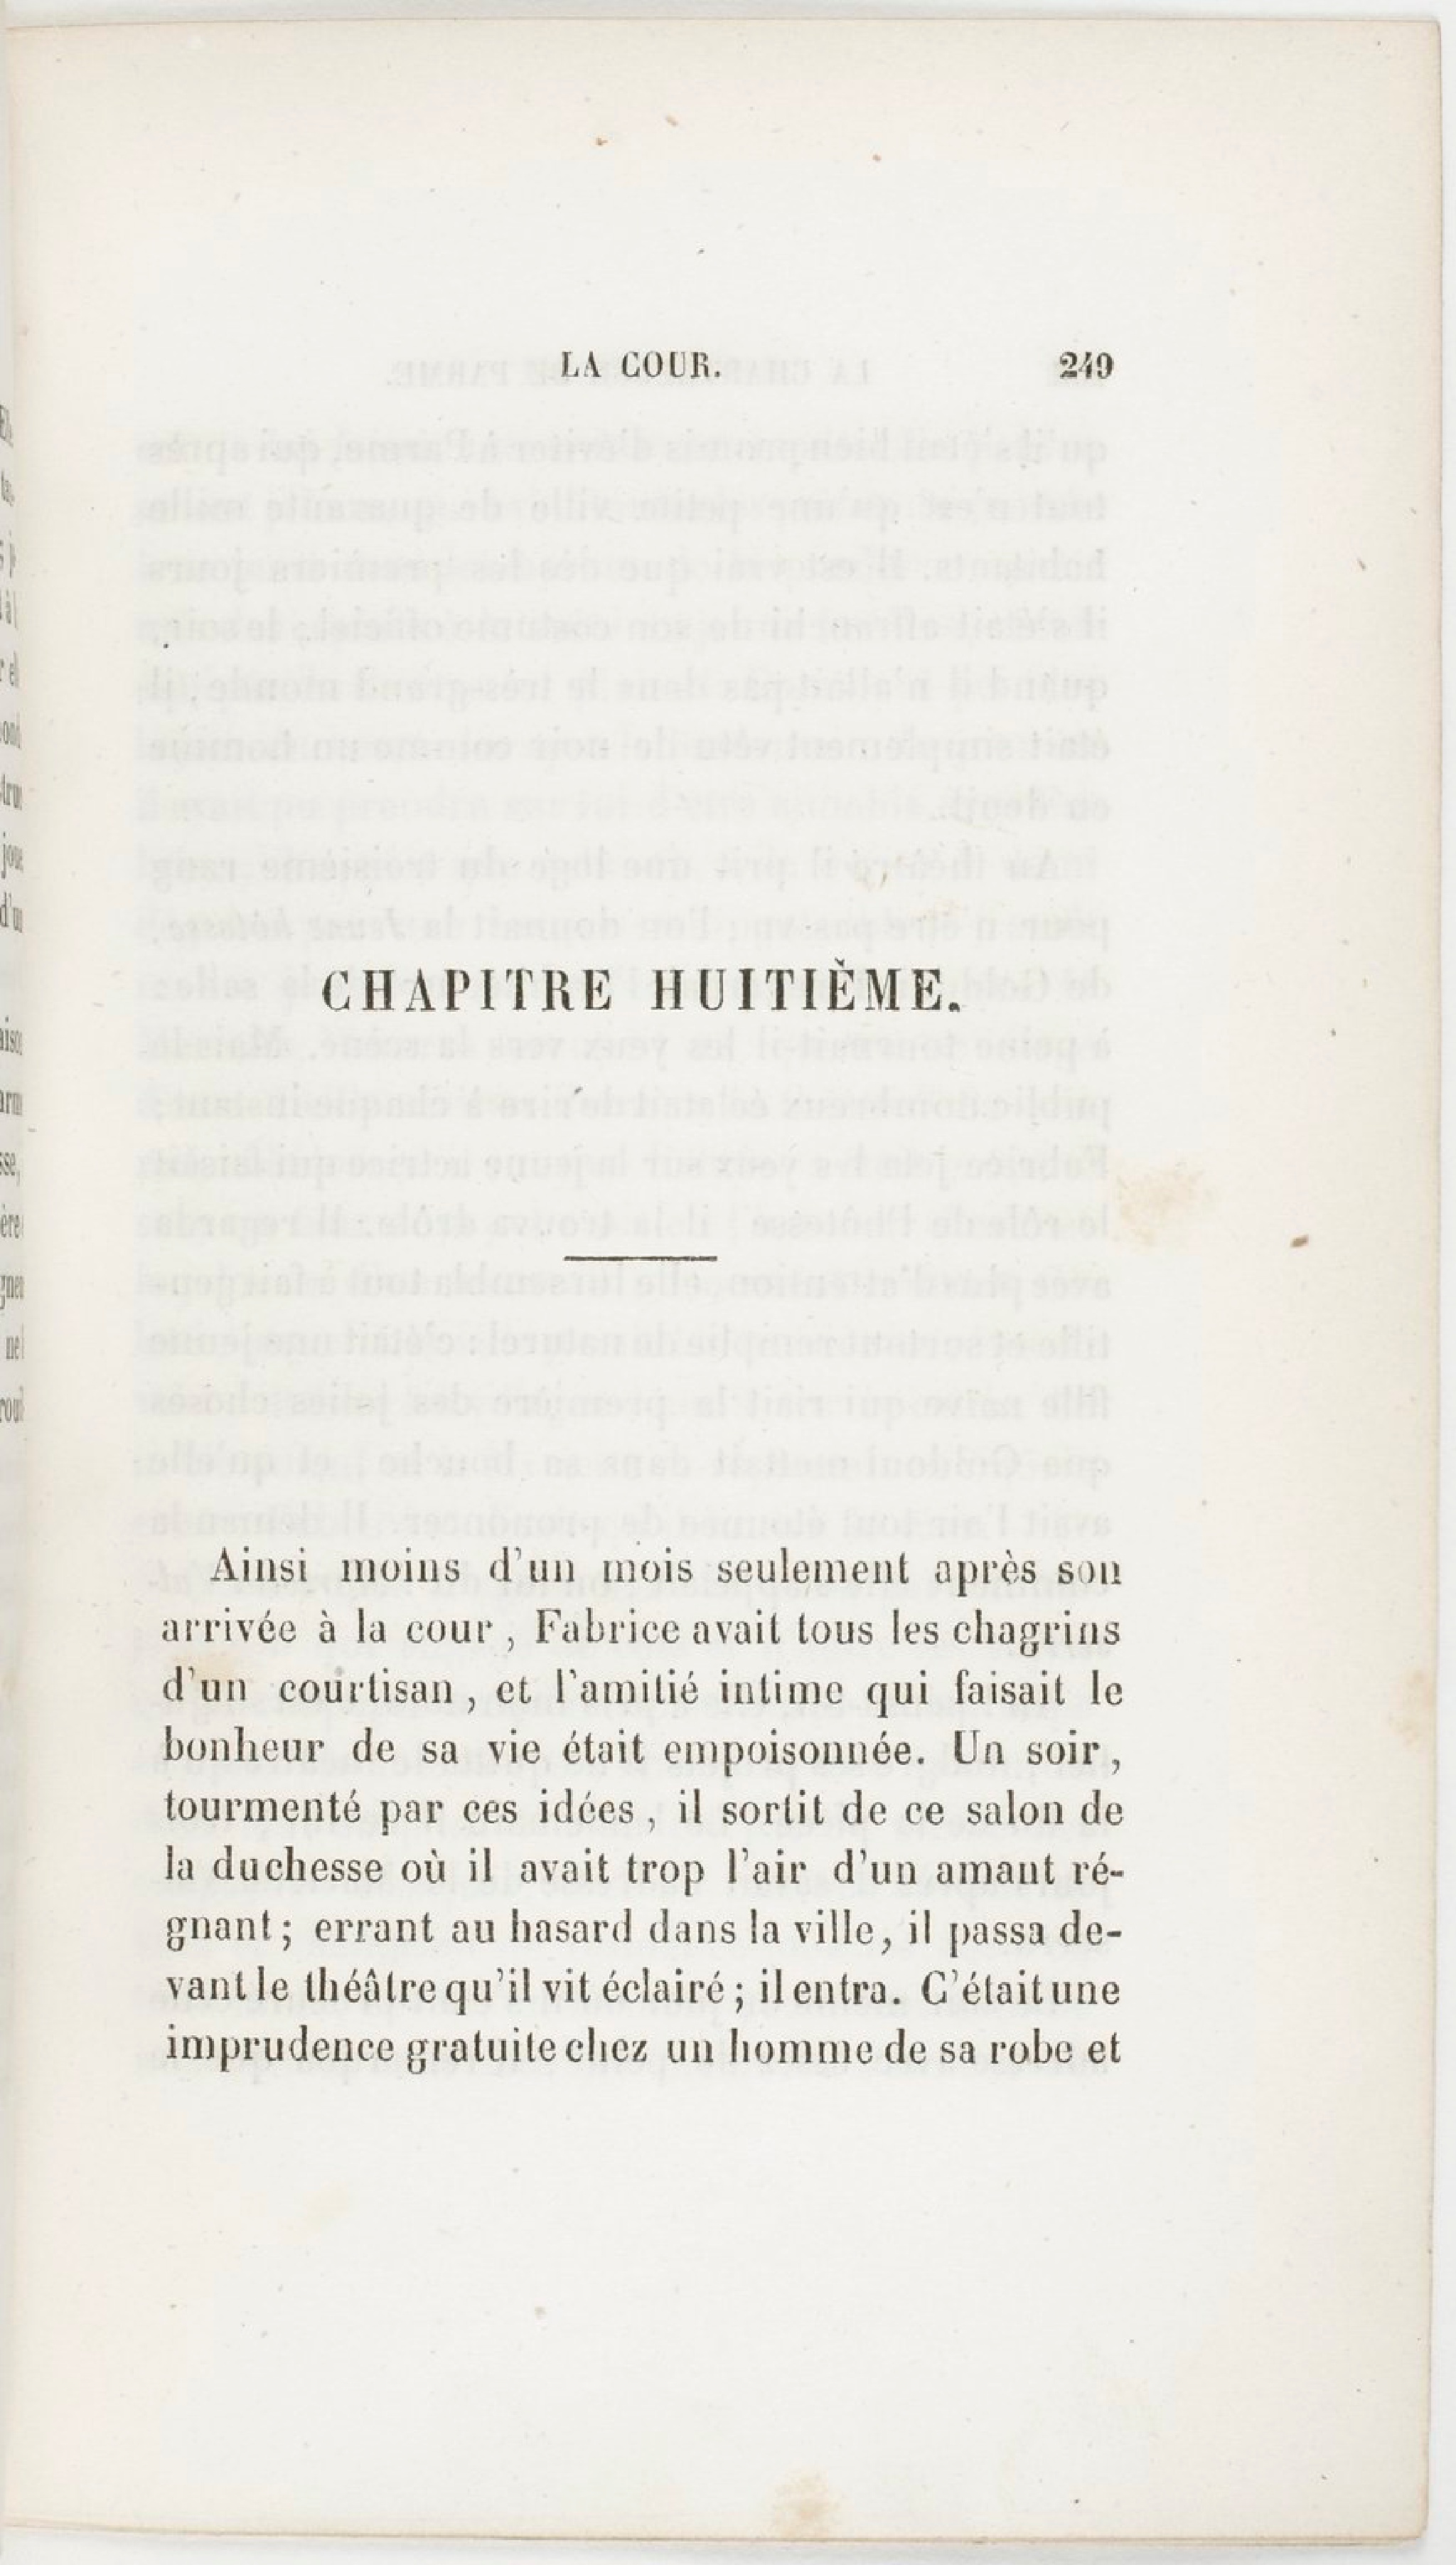 LA COUR. 249
CHAPITRE HUITIÈME.
Ainsi moins d'un mois seulement après son
arrivée à la cour, Fabrice avait tous les chagrins
d'un courtisan, et l'amitié intime qui faisait le
bonheur de sa vie était empoisonnée. Un soir,
tourmenté par ces idées, il sortit de ce salon de
la duchesse où il avait trop l'air d'un amant ré-
gnant; errant au hasard dans la ville, il passa de-
vant le théâtre qu'il vit éclairé; il entra. C'était une
imprudence gratuite chez un homme de sa robe et